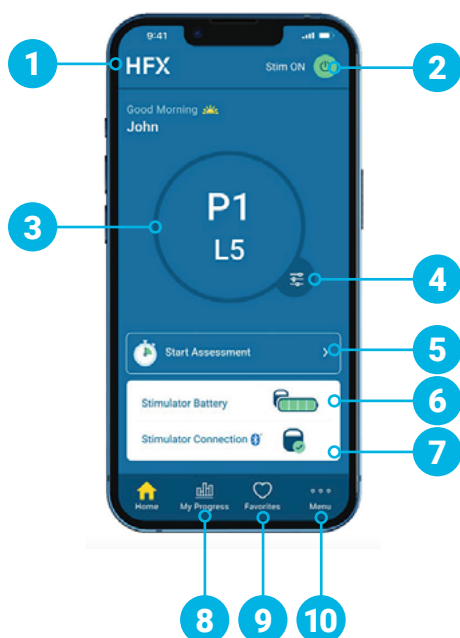 9:41
1
HFX
Stim ON
2
Good Morning
John
P1
3
L5
4
Start Assessment
5
Stimulator Battery
6
Stimulator Connection
7
Home
My Progress
Favorites
Menu
8
9
10